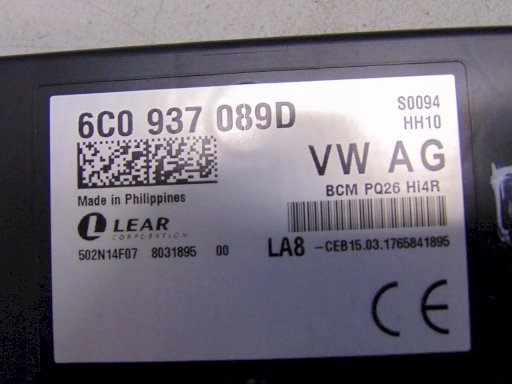 6C0 937 089D
S0094
HH10
VW AG
BCM PQ26 Hi4R
Made in Philippines
LEAR
CORPORATION
502N14F07 8031895 00
LA8 -CEB15.03.1765841895
CE